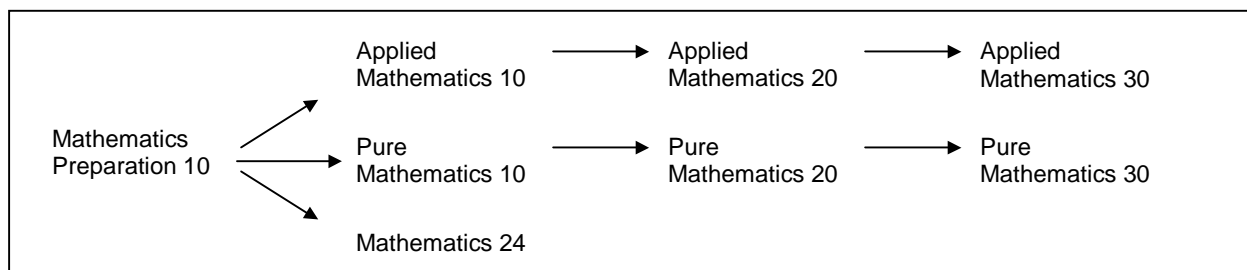 Applied
Mathematics 10
Applied
Mathematics 20
Applied
Mathematics 30
Mathematics
Preparation 10
Pure
Mathematics 10
Pure
Mathematics 20
Pure
Mathematics 30
Mathematics 24